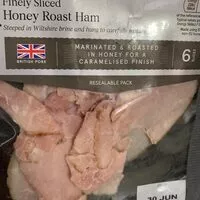 Finely Sliced
Honey Roast Ham
Steeped in Wiltshire brine and hung to carefully mature
MARINATED & ROASTED
IN HONEY FOR A
CARAMELISED FINISH
BRITISH PORK
6
RESEALABLE PACK
30 JUN